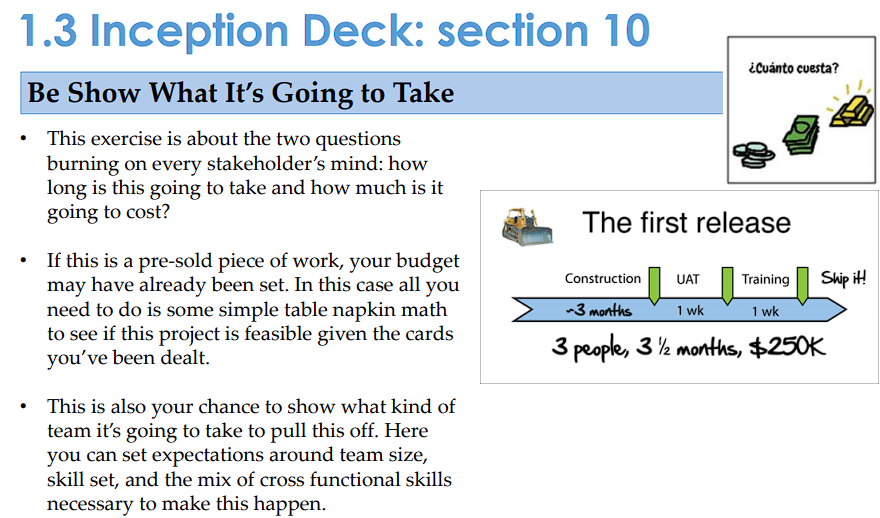 1.3 Inception Deck: section 10
Be Show What It's Going to Take
• This exercise is about the two questions
burning on every stakeholder's mind: how
long is this going to take and how much is it
going to cost?
• If this is a pre-sold piece of work, your budget
may have already been set. In this case all you
need to do is some simple table napkin math
to see if this project is feasible given the cards
you've been dealt.
• This is also your chance to show what kind of
team it's going to take to pull this off. Here
you can set expectations around team size,
skill set, and the mix of cross functional skills
necessary to make this happen.
¿Cuánto cuesta?
The first release
Construction UAT Training Ship it!
~3 months 1 wk 1 wk
3 people, 3 ½ months, $250K